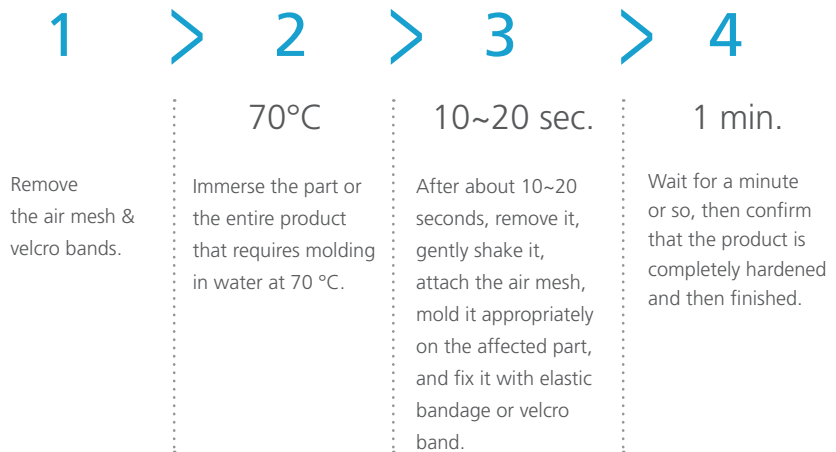 1 > 2 > 3 > 4
70°C
10~20 sec.
1 min.
Remove
the air mesh &
velcro bands.
Immerse the part or
the entire product
that requires molding
in water at 70 °C.
After about 10~20
seconds, remove it,
gently shake it,
attach the air mesh,
mold it appropriately
on the affected part,
and fix it with elastic
bandage or velcro
band.
Wait for a minute
or so, then confirm
that the product is
completely hardened
and then finished.